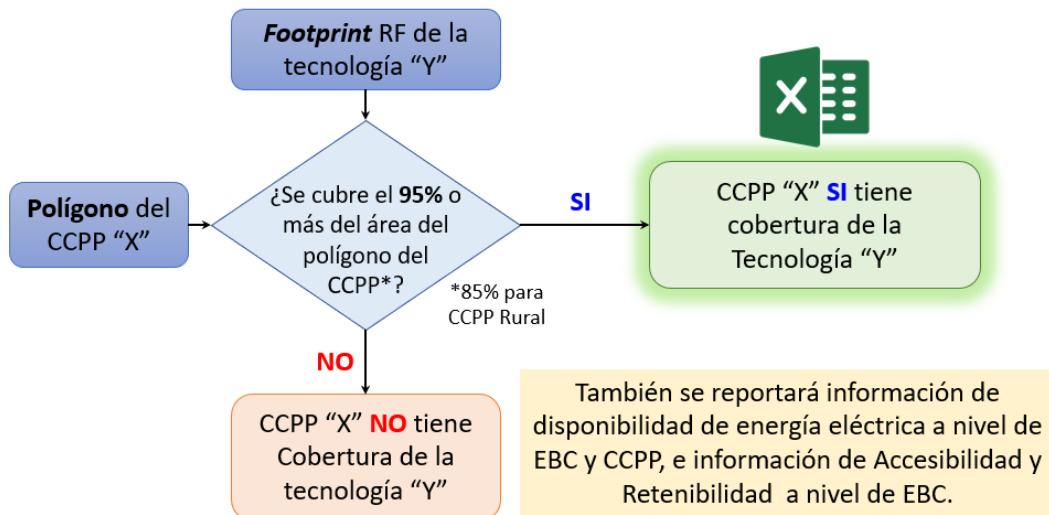 Footprint RF de la
tecnología “Y”
Polígono del
CCPP “X”
¿Se cubre el 95% o
más del área del
polígono del
CCPP*?
*85% para
CCPP Rural
SI
X
CCPP “X” SI tiene
cobertura de la
Tecnología “Y”
NO
CCPP “X” NO tiene
Cobertura de la
tecnología “Y”
También se reportará información de
disponibilidad de energía eléctrica a nivel de
EBC y CCPP, e información de Accesibilidad y
Retenibilidad  a nivel de EBC.